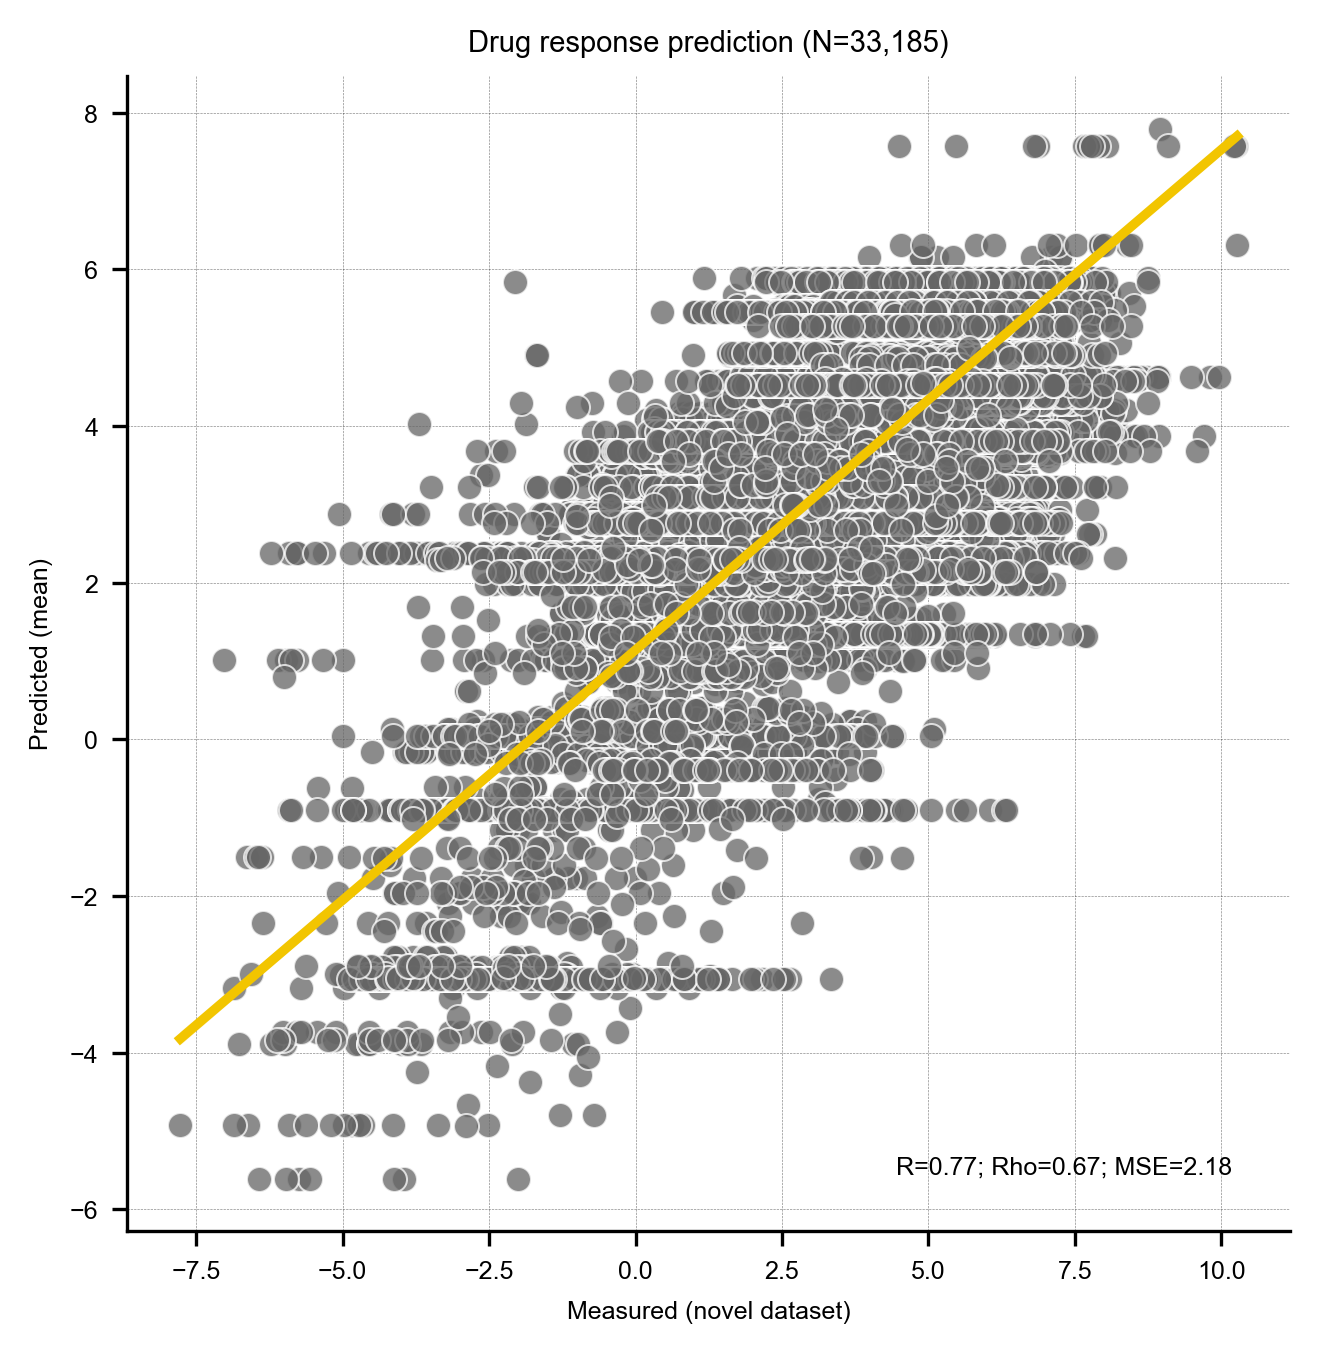 Drug response prediction (N=33,185)
8
6
4
2
0
−2
−4
−6
Predicted (mean)
R=0.77; Rho=0.67; MSE=2.18
−7.5 −5.0 −2.5 0.0 2.5 5.0 7.5 10.0
Measured (novel dataset)